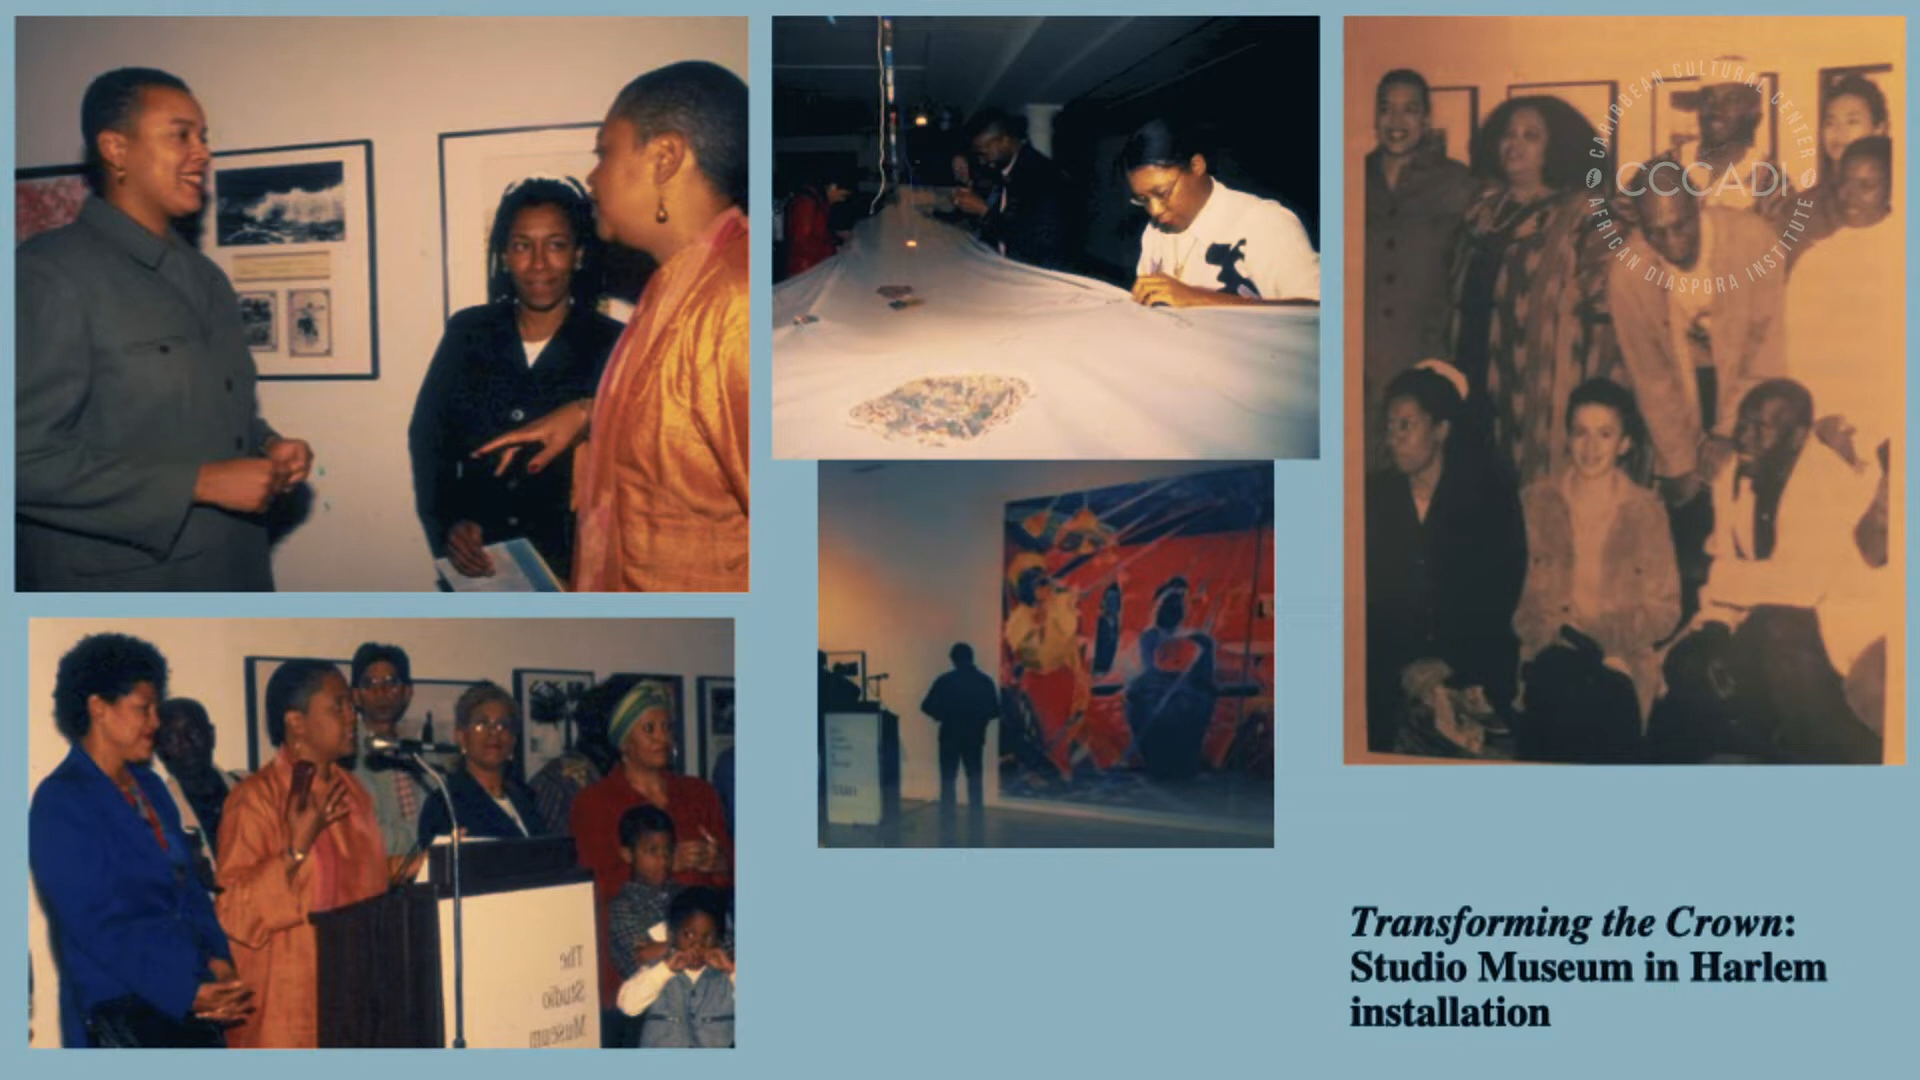 CARIBBEAN CULTURAL CENTER
CCCADI
AFRICAN DIASPORA INSTITUTE
The
Studio
Museum
Transforming the Crown:
Studio Museum in Harlem
installation